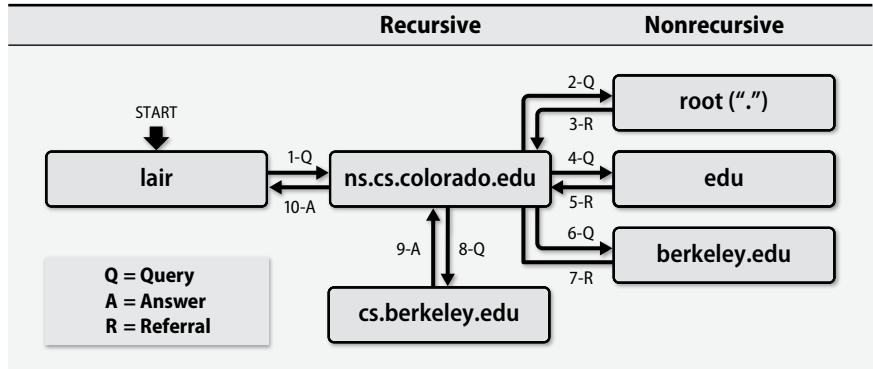 Recursive Nonrecursive
START
lair
1-Q
10-A
ns.cs.colorado.edu
2-Q
3-R
root (“.”)
4-Q
5-R
edu
6-Q
7-R
berkeley.edu
9-A
8-Q
cs.berkeley.edu
Q = Query
A = Answer
R = Referral